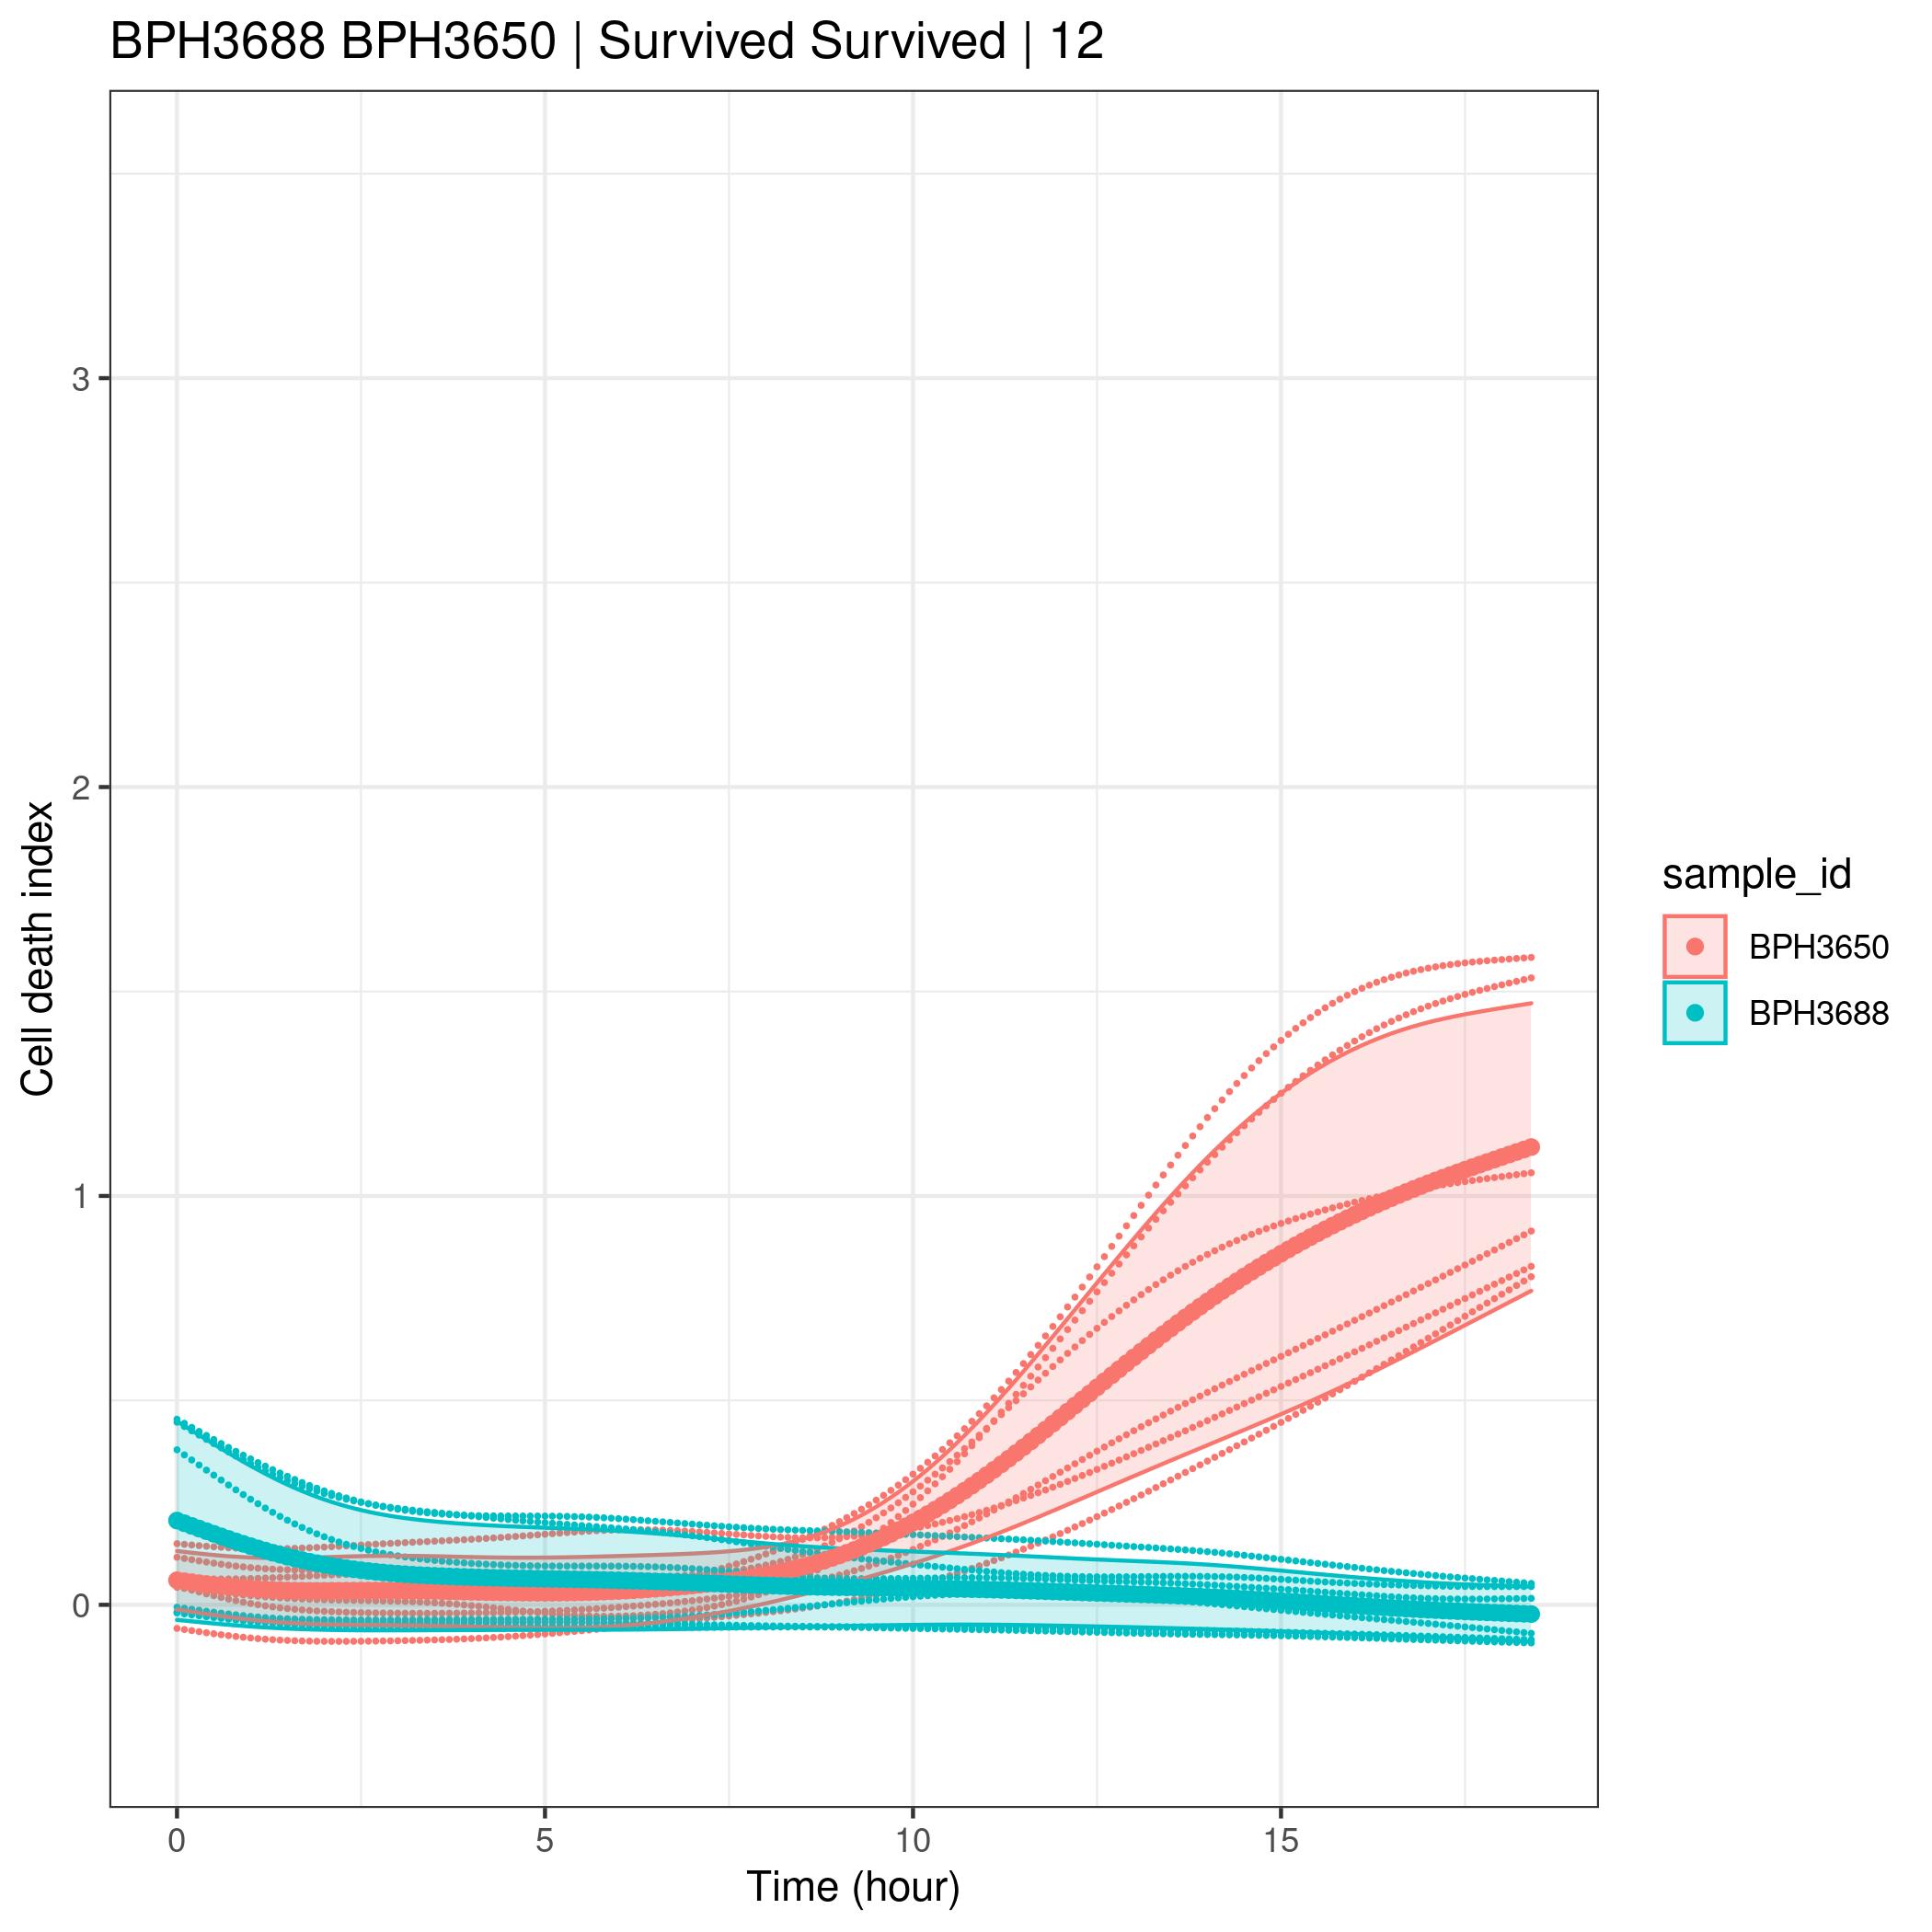 BPH3688 BPH3650 | Survived Survived | 12
Cell death index
3
2
1
0
0 5 10 15
Time (hour)
sample_id
BPH3650
BPH3688